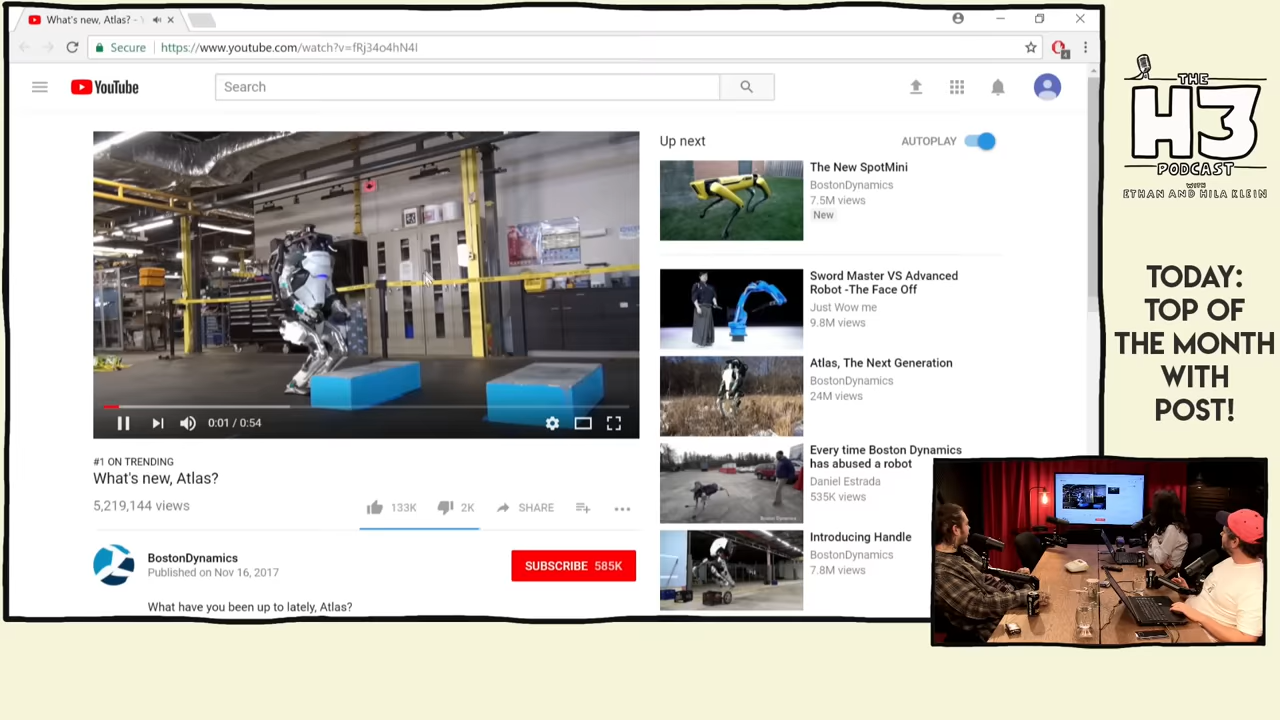 What's new, Atlas? - Y
Secure
https://www.youtube.com/watch?v=fRj34o4hN4I
4
YouTube
Search
Up next
AUTOPLAY
The New SpotMini
BostonDynamics
7.5M views
New
Sword Master VS Advanced
Robot -The Face Off
Just Wow me
9.8M views
Atlas, The Next Generation
BostonDynamics
24M views
Every time Boston Dynamics
has abused a robot
Daniel Estrada
535K views
Introducing Handle
BostonDynamics
7.8M views
0:01 / 0:54
#1 ON TRENDING
What's new, Atlas?
5,219,144 views
133K
2K
SHARE
BostonDynamics
Published on Nov 16, 2017
SUBSCRIBE 585K
What have you been up to lately, Atlas?
THE
H3
PODCAST
WITH
ETHAN AND HILA KLEIN
TODAY:
TOP OF
THE MONTH
WITH
POST!